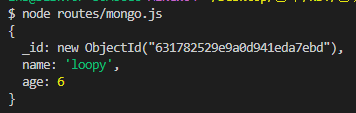 $ node routes/mongo.js
{
  _id: new ObjectId("631782529e9a0d941eda7ebd"),
  name: 'loopy',
  age: 6
}